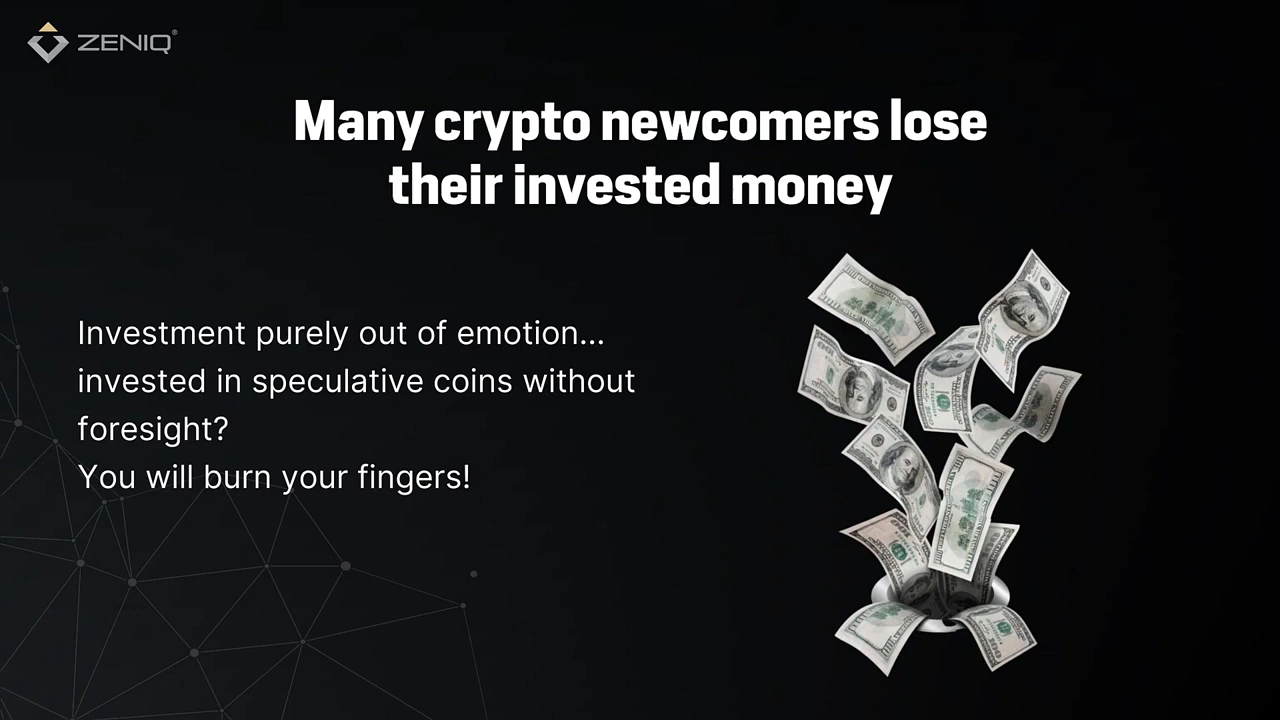 ZENIQ®
Many crypto newcomers lose
their invested money
Investment purely out of emotion...
invested in speculative coins without
foresight?
You will burn your fingers!